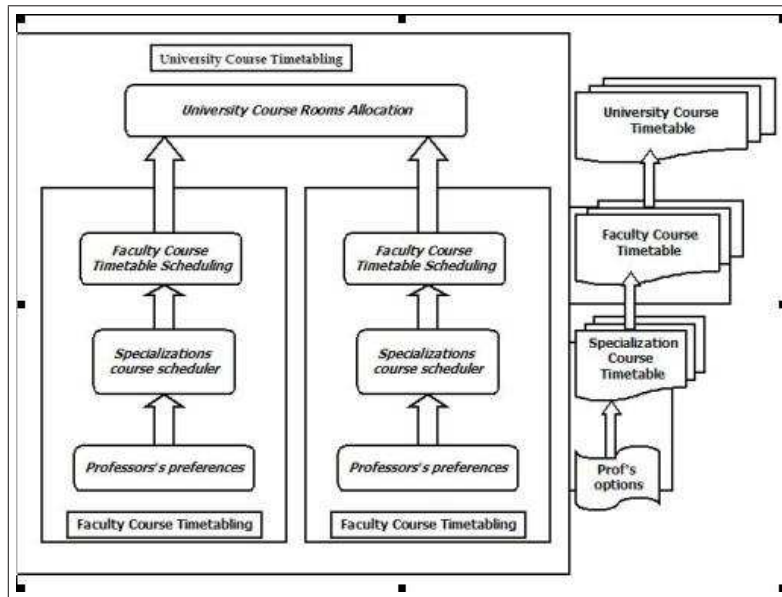 University Course Timetabling
University Course Rooms Allocation
Faculty Course
Timetable Scheduling
Specializations
course scheduler
Professors's preferences
Faculty Course Timetabling
Faculty Course
Timetable Scheduling
Specializations
course scheduler
Professors's preferences
Faculty Course Timetabling
University Course
Timetable
Faculty Course
Timetable
Specialization
Course
Timetable
Prof's
options